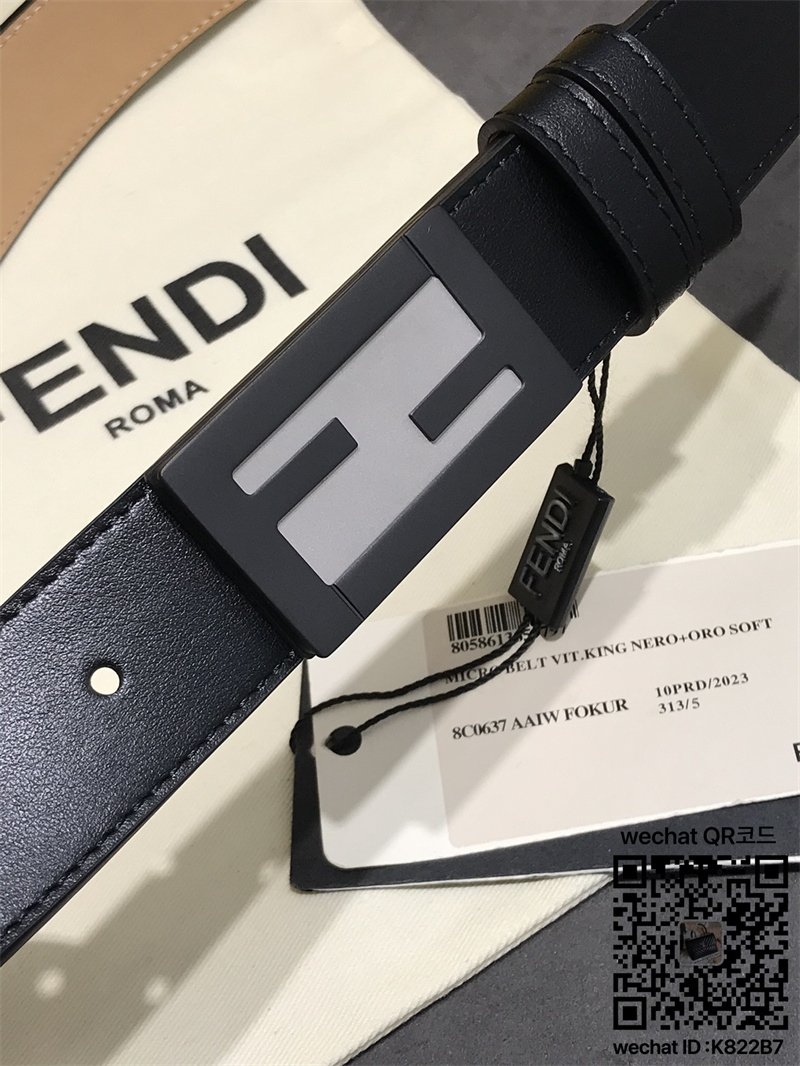 FENDI
ROMA
FENDI
ROMA
MICRO BELT VIT.KING NERO+ORO SOFT
8C0637 AAIW FOKUR
10PRD/2023
313/5
wechat QR코드
wechat ID:K822B7